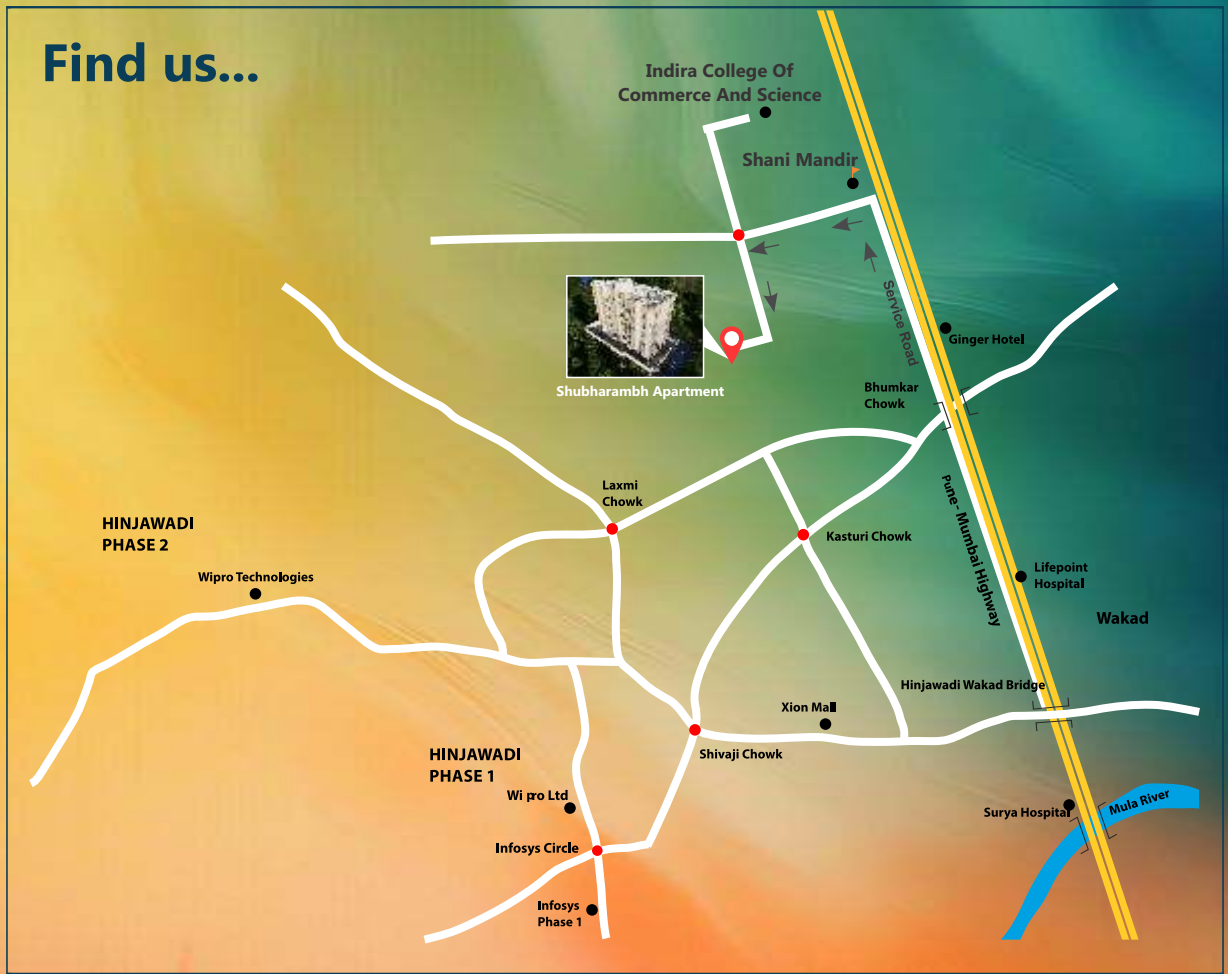 Find us...
Indira College Of
Commerce And Science
Shani Mandir
Service Road
Ginger Hotel
Shubharambh Apartment
Bhumkar
Chowk
Laxmi
Chowk
Pune- Mumbai Highway
HINJAWADI
PHASE 2
Kasturi Chowk
Wipro Technologies
Lifepoint
Hospital
Wakad
Hinjawadi Wakad Bridge
Xion Mall
HINJAWADI
PHASE 1
Shivaji Chowk
Wi pro Ltd
Mula River
Surya Hospital
Infosys Circle
Infosys
Phase 1